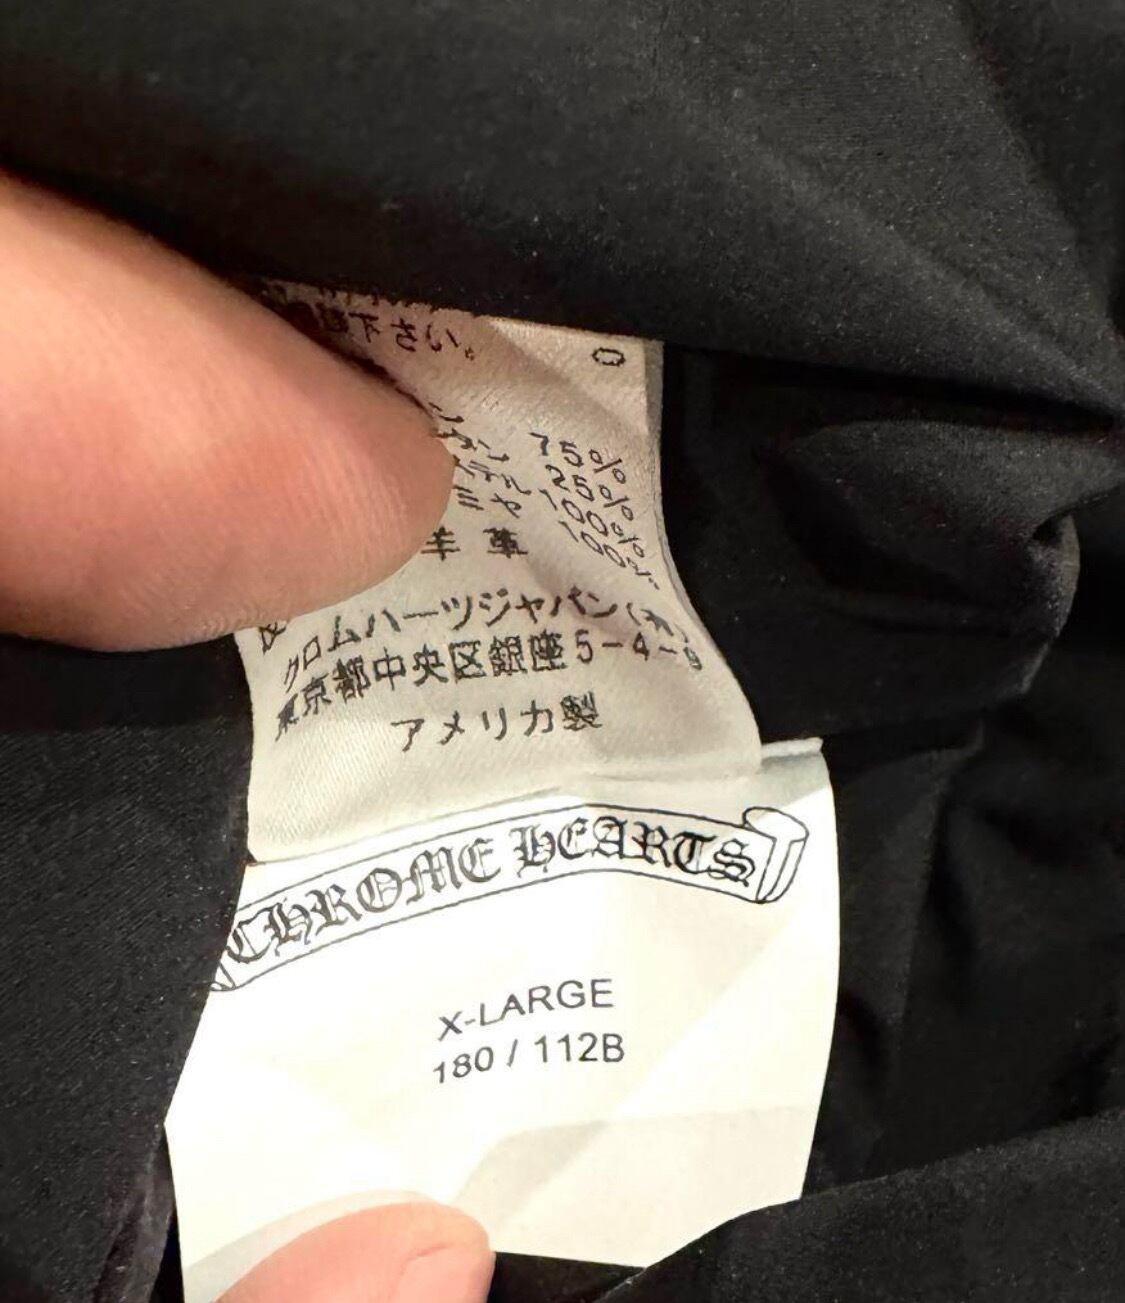 下さい。
0
75%
25%
100%
羊革 100%
クロムハーツジャパン(有)
東京都中央区銀座5-4-9
アメリカ製
CHROME HEARTS
X-LARGE
180 / 112B